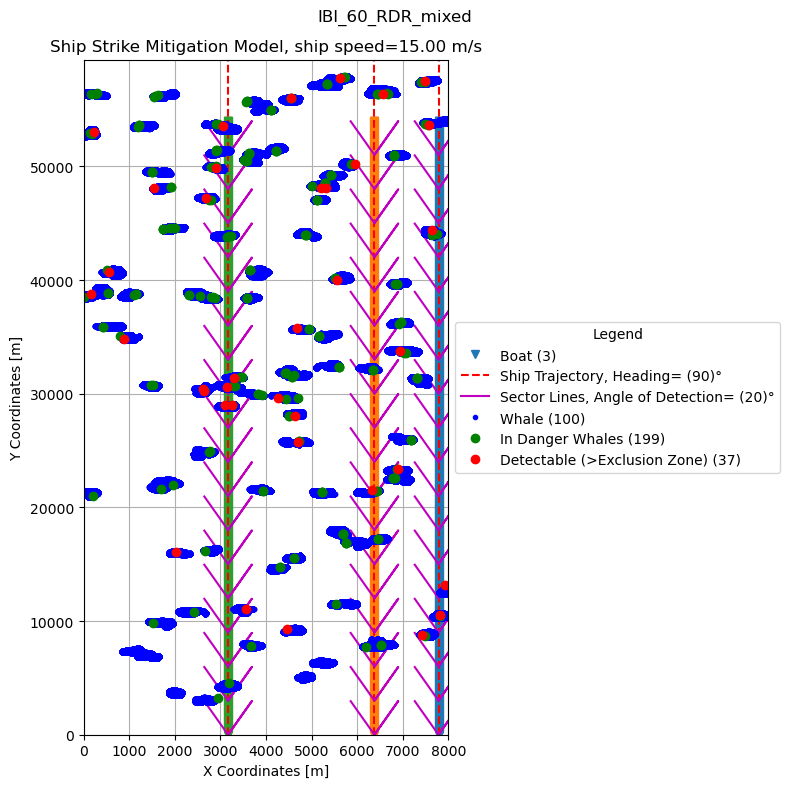 IBI_60_RDR_mixed
Ship Strike Mitigation Model, ship speed=15.00 m/s
Y Coordinates [m]
50000
40000
30000
20000
10000
0
0 1000 2000 3000 4000 5000 6000 7000 8000
X Coordinates [m]
Legend
Boat (3)
Ship Trajectory, Heading= (90)°
Sector Lines, Angle of Detection= (20)°
Whale (100)
In Danger Whales (199)
Detectable (>Exclusion Zone) (37)